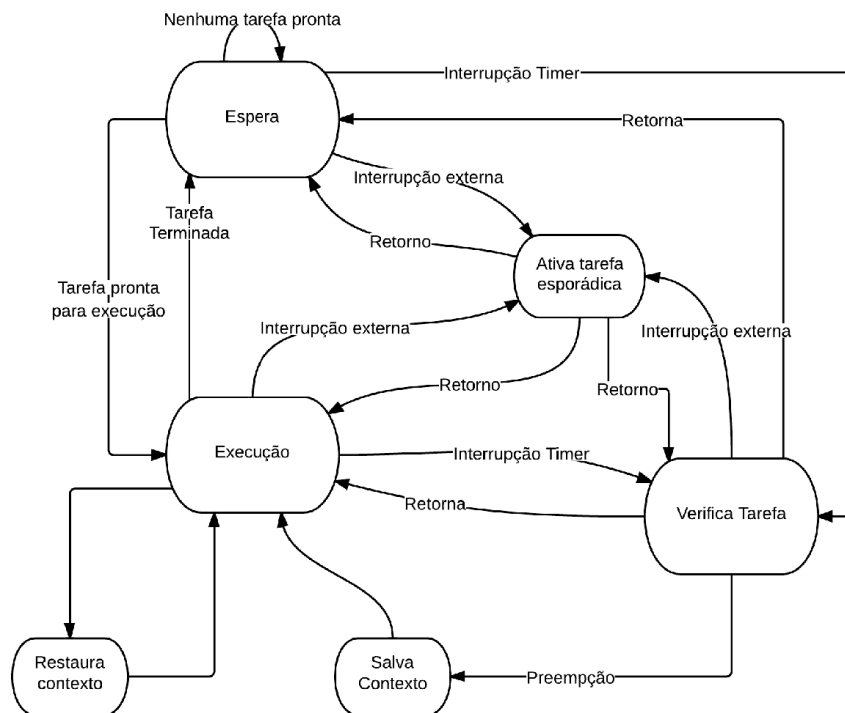 Nenhuma tarefa pronta
Interrupção Timer
Espera
Retorna
Interrupção externa
Tarefa
Terminada
Retorno
Ativa tarefa
esporádica
Tarefa pronta
para execução
Interrupção externa
Interrupção externa
Retorno
Retorno
Execução
Interrupção Timer
Retorna
Verifica Tarefa
Restaura
contexto
Salva
Contexto
Preempção